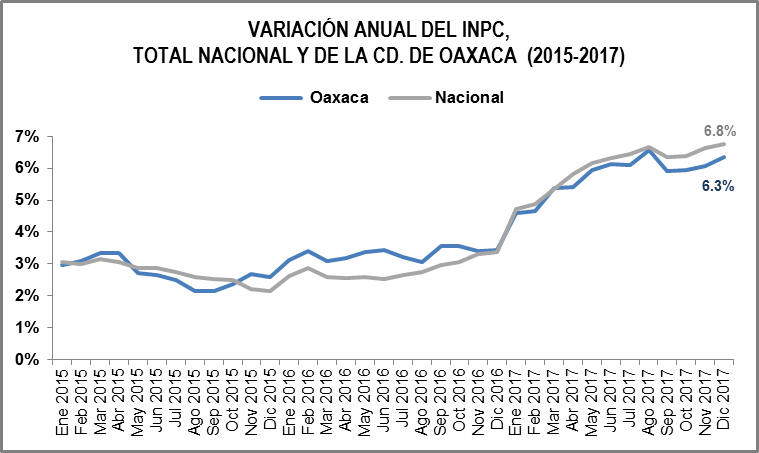 VARIACIÓN ANUAL DEL INPC,
TOTAL NACIONAL Y DE LA CD. DE OAXACA (2015-2017)
Oaxaca
Nacional
7%
6%
5%
4%
3%
2%
1%
0%
6.8%
6.3%
Ene 2015
Feb 2015
Mar 2015
Abr 2015
May 2015
Jun 2015
Jul 2015
Ago 2015
Sep 2015
Oct 2015
Nov 2015
Dic 2015
Ene 2016
Feb 2016
Mar 2016
Abr 2016
May 2016
Jun 2016
Jul 2016
Ago 2016
Sep 2016
Oct 2016
Nov 2016
Dic 2016
Ene 2017
Feb 2017
Mar 2017
Abr 2017
May 2017
Jun 2017
Jul 2017
Ago 2017
Sep 2017
Oct 2017
Nov 2017
Dic 2017